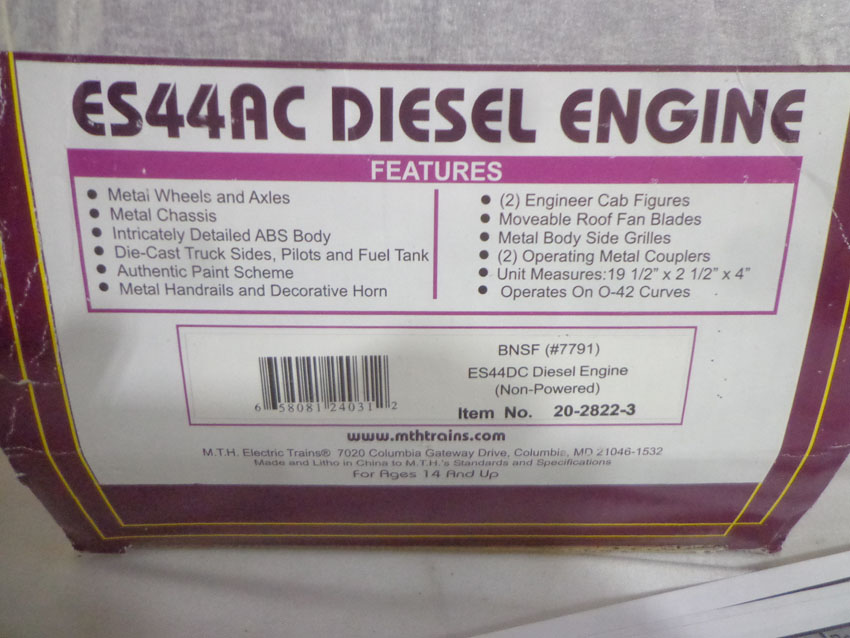 ES44AC DIESEL ENGINE
FEATURES
• Metal Wheels and Axles
• Metal Chassis
• Intricately Detailed ABS Body
• Die-Cast Truck Sides, Pilots and Fuel Tank
• Authentic Paint Scheme
• Metal Handrails and Decorative Horn
• (2) Engineer Cab Figures
• Moveable Roof Fan Blades
• Metal Body Side Grilles
• (2) Operating Metal Couplers
• Unit Measures:19 1/2" x 2 1/2" x 4"
• Operates On O-42 Curves
BNSF (#7791)
ES44DC Diesel Engine
(Non-Powered)
Item No. 20-2822-3
6 58081 24031 2
www.mthtrains.com
M.T.H. Electric Trains® 7020 Columbia Gateway Drive, Columbia, MD 21046-1532
Made and Litho in China to M.T.H.'s Standards and Specifications
For Ages 14 And Up